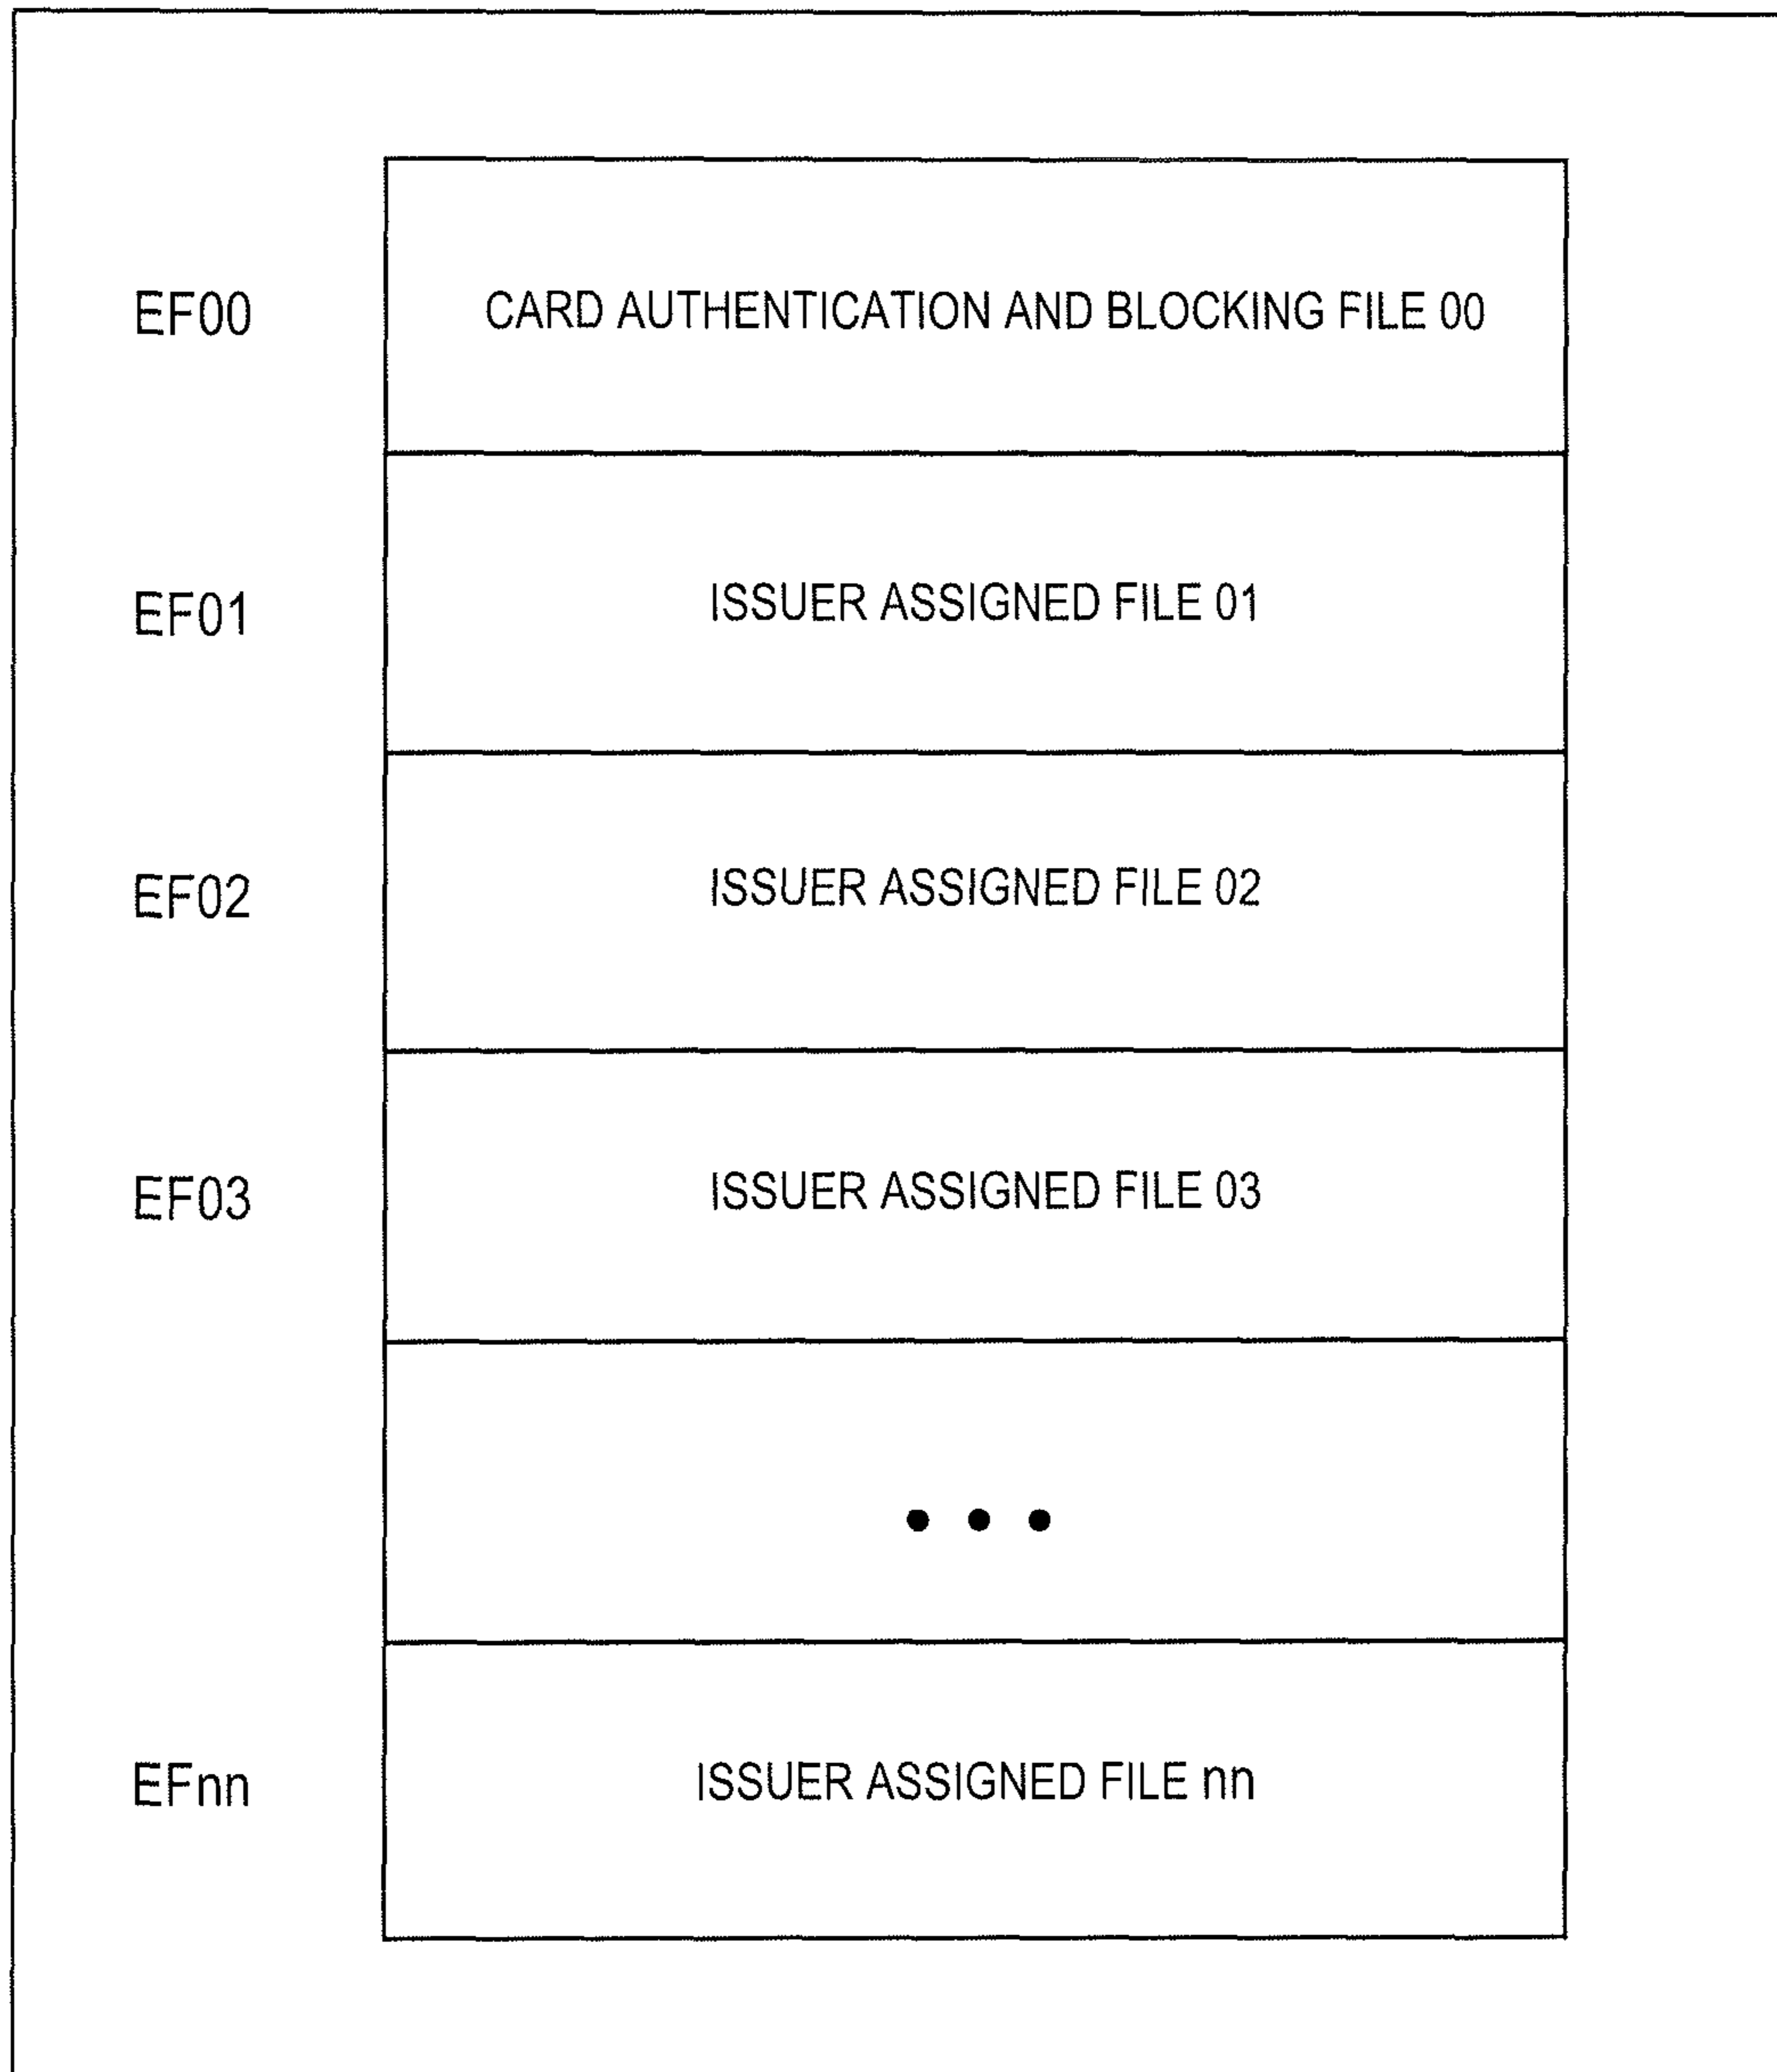 EF00 CARD AUTHENTICATION AND BLOCKING FILE 00
EF01 ISSUER ASSIGNED FILE 01
EF02 ISSUER ASSIGNED FILE 02
EF03 ISSUER ASSIGNED FILE 03
• • •
EFnn ISSUER ASSIGNED FILE nn